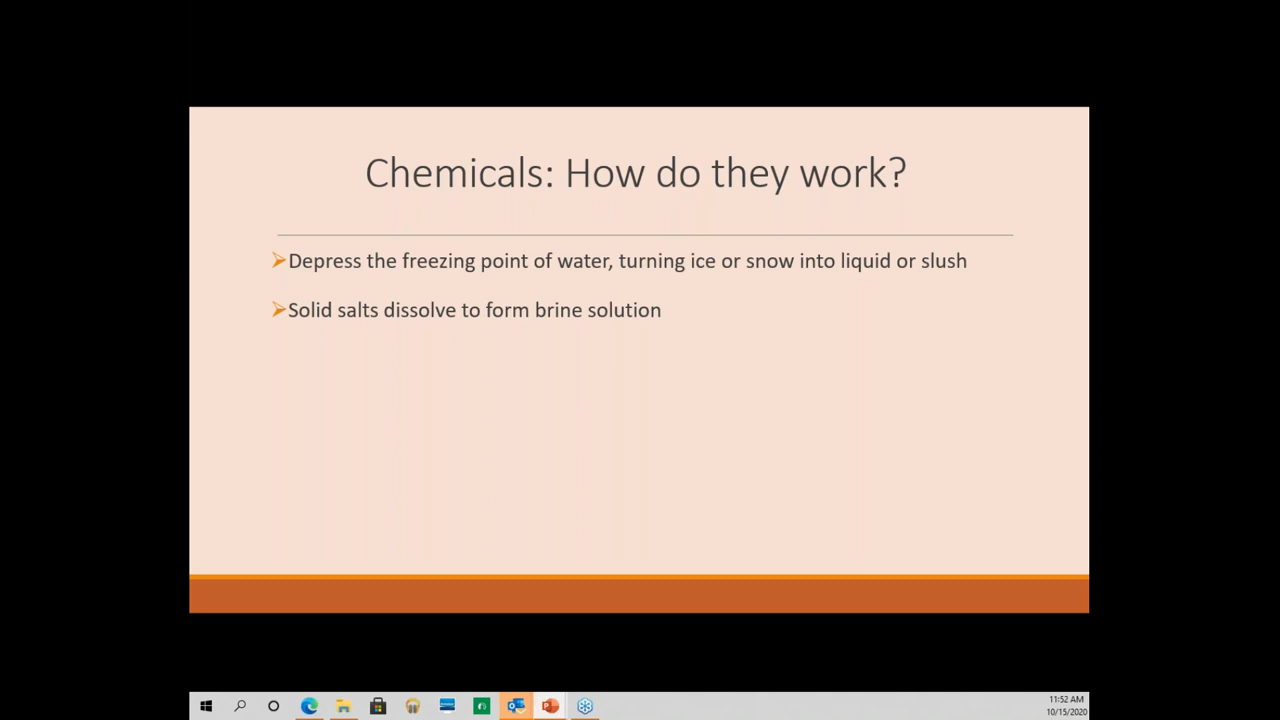 Chemicals: How do they work?
Depress the freezing point of water, turning ice or snow into liquid or slush
Solid salts dissolve to form brine solution
11:52 AM
10/15/2020